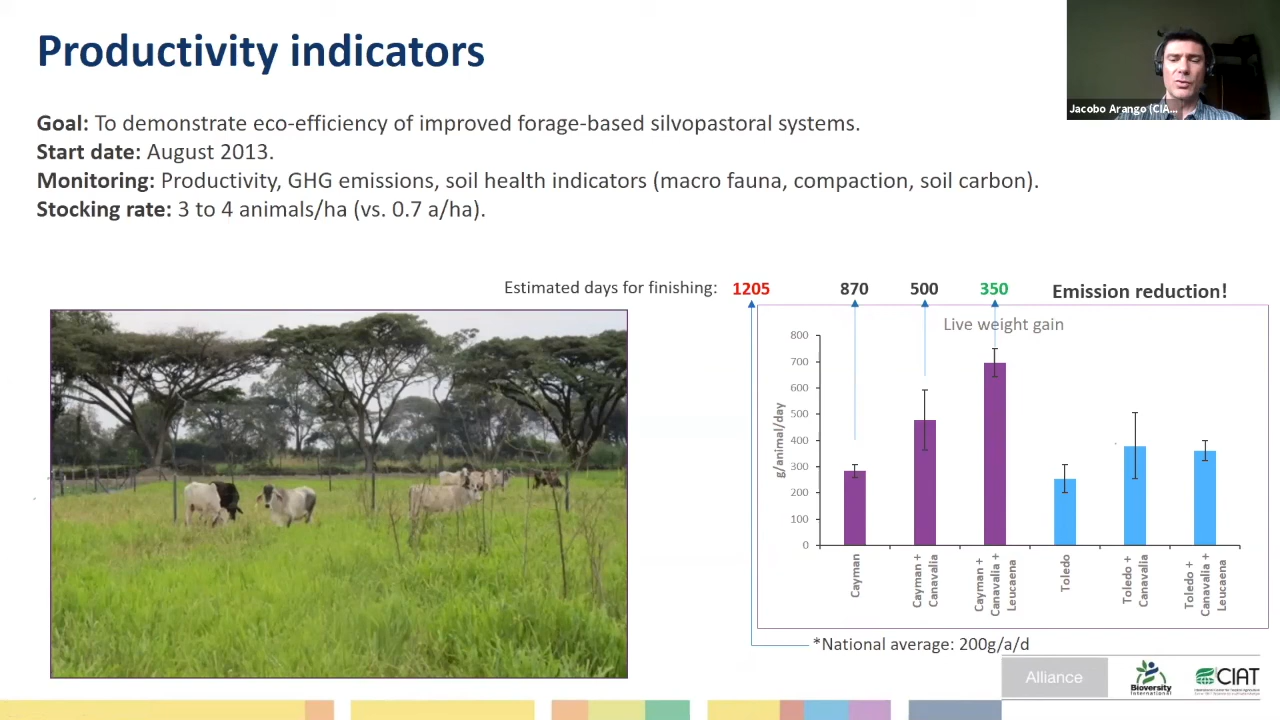 Productivity indicators
Jacobo Arango (CIA...
Goal: To demonstrate eco-efficiency of improved forage-based silvopastoral systems.
Start date: August 2013.
Monitoring: Productivity, GHG emissions, soil health indicators (macro fauna, compaction, soil carbon).
Stocking rate: 3 to 4 animals/ha (vs. 0.7 a/ha).
Estimated days for finishing: 1205 870 500 350 Emission reduction!
Live weight gain
g/animal/day
800
700
600
500
400
300
200
100
0
Cayman
Cayman +
Canavalia
Cayman +
Canavalia +
Leucaena
Toledo
Toledo +
Canavalia
Toledo +
Canavalia +
Leucaena
*National average: 200g/a/d
Alliance
Bioversity
International
CIAT